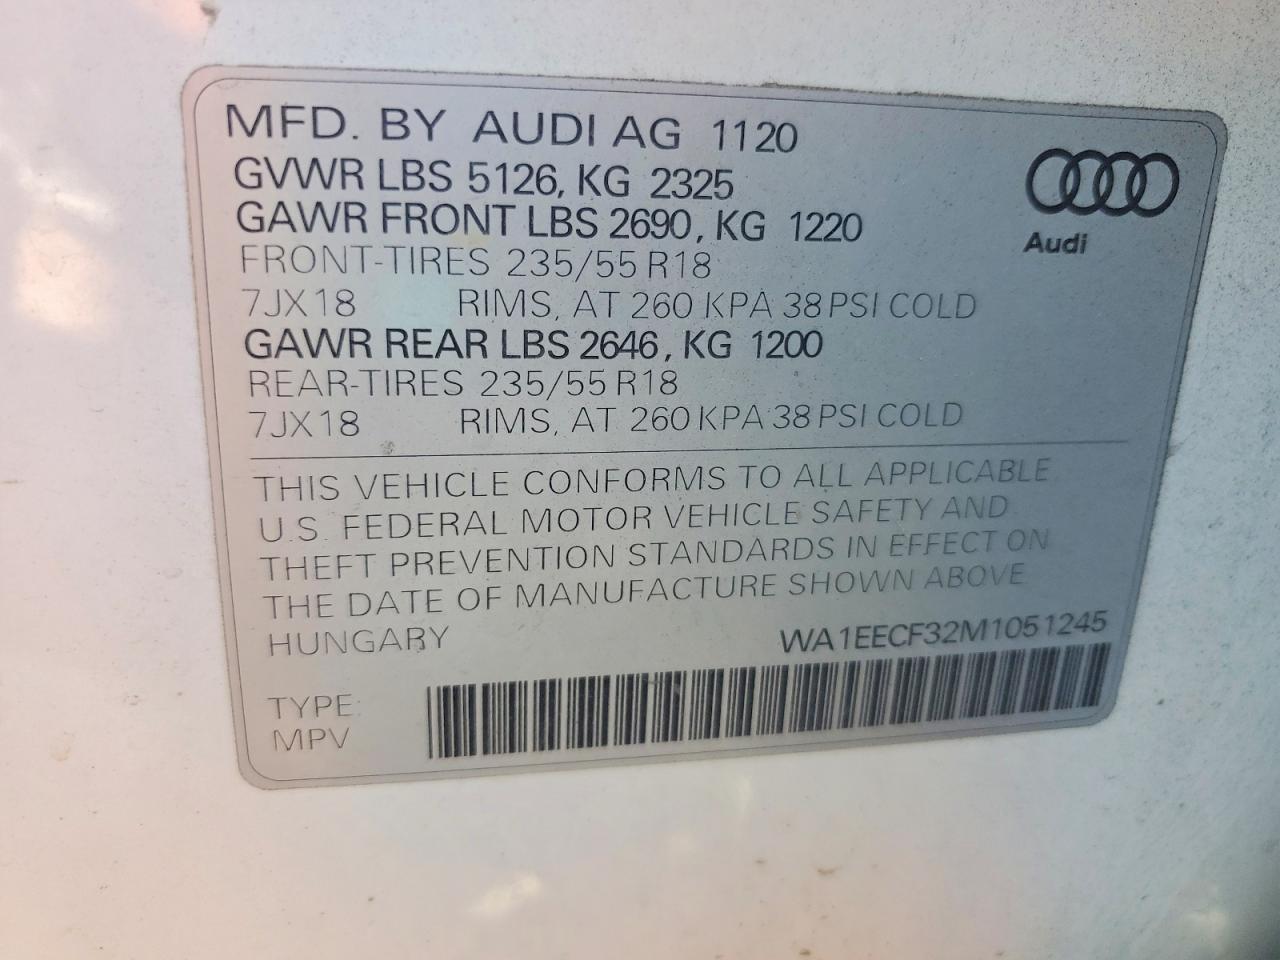 MFD. BY AUDI AG 1120
GVWR LBS 5126, KG 2325
GAWR FRONT LBS 2690, KG 1220
FRONT-TIRES 235/55 R18
7JX18 RIMS, AT 260 KPA 38 PSI COLD
GAWR REAR LBS 2646, KG 1200
REAR-TIRES 235/55 R18
7JX18 RIMS, AT 260 KPA 38 PSI COLD
Audi
THIS VEHICLE CONFORMS TO ALL APPLICABLE
U.S. FEDERAL MOTOR VEHICLE SAFETY AND
THEFT PREVENTION STANDARDS IN EFFECT ON
THE DATE OF MANUFACTURE SHOWN ABOVE
HUNGARY WA1EECF32M1051245
TYPE:
MPV